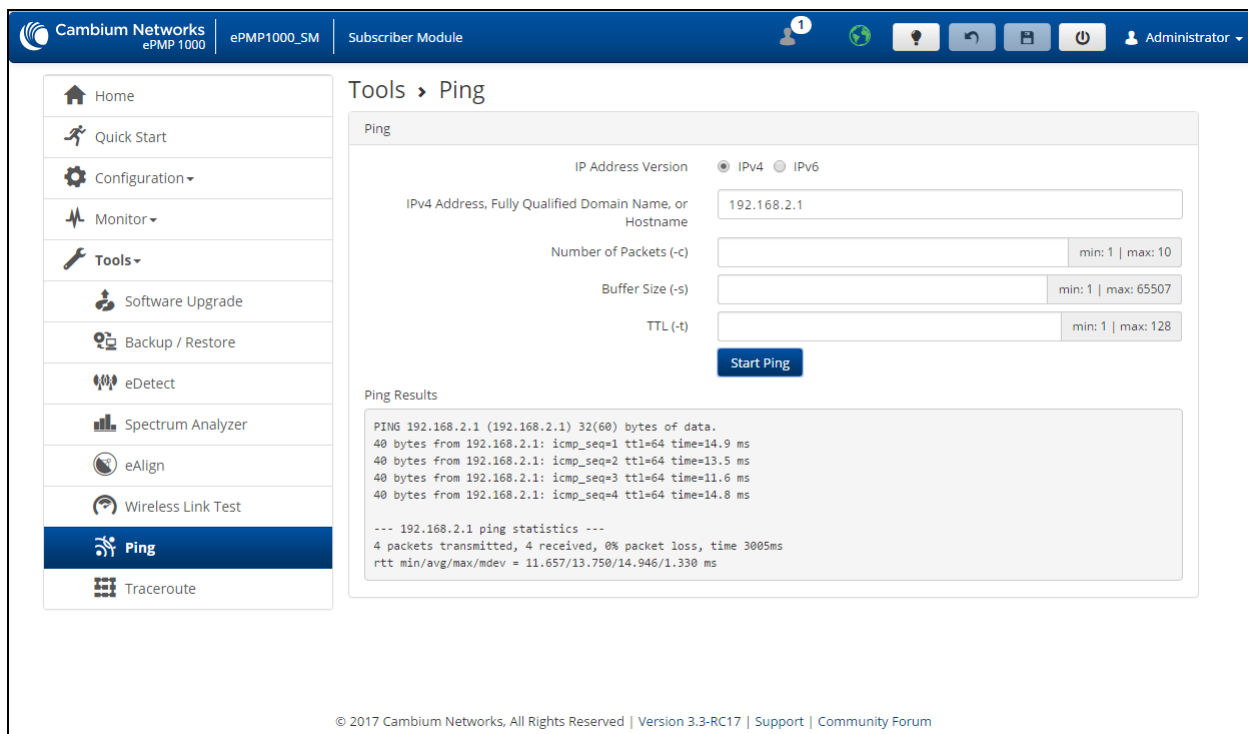 Cambium Networks
ePMP 1000
ePMP1000_SM
Subscriber Module
1
Administrator
Home
Quick Start
Configuration
Monitor
Tools
Software Upgrade
Backup / Restore
eDetect
Spectrum Analyzer
eAlign
Wireless Link Test
Ping
Traceroute
Tools › Ping
Ping
IP Address Version IPv4 IPv6
IPv4 Address, Fully Qualified Domain Name, or
Hostname
192.168.2.1
Number of Packets (-c) min: 1 | max: 10
Buffer Size (-s) min: 1 | max: 65507
TTL (-t) min: 1 | max: 128
Start Ping
Ping Results
PING 192.168.2.1 (192.168.2.1) 32(60) bytes of data.
40 bytes from 192.168.2.1: icmp_seq=1 ttl=64 time=14.9 ms
40 bytes from 192.168.2.1: icmp_seq=2 ttl=64 time=13.5 ms
40 bytes from 192.168.2.1: icmp_seq=3 ttl=64 time=11.6 ms
40 bytes from 192.168.2.1: icmp_seq=4 ttl=64 time=14.8 ms
--- 192.168.2.1 ping statistics ---
4 packets transmitted, 4 received, 0% packet loss, time 3005ms
rtt min/avg/max/mdev = 11.657/13.750/14.946/1.330 ms
© 2017 Cambium Networks, All Rights Reserved | Version 3.3-RC17 | Support | Community Forum